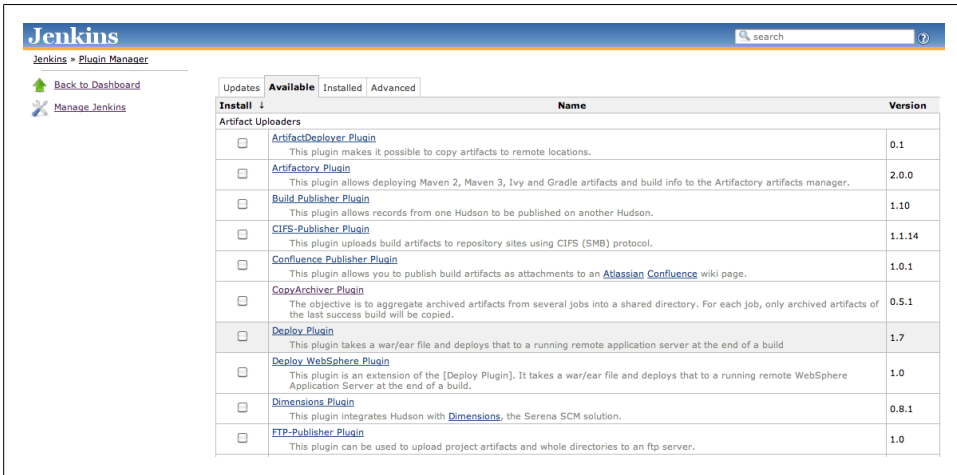 Jenkins
search
Jenkins » Plugin Manager
Back to Dashboard
Manage Jenkins
Updates Available Installed Advanced
Install ↓ Name Version
Artifact Uploaders
ArtifactDeployer Plugin
This plugin makes it possible to copy artifacts to remote locations.
0.1
Artifactory Plugin
This plugin allows deploying Maven 2, Maven 3, Ivy and Gradle artifacts and build info to the Artifactory artifacts manager.
2.0.0
Build Publisher Plugin
This plugin allows records from one Hudson to be published on another Hudson.
1.10
CIFS-Publisher Plugin
This plugin uploads build artifacts to repository sites using CIFS (SMB) protocol.
1.1.14
Confluence Publisher Plugin
This plugin allows you to publish build artifacts as attachments to an Atlassian Confluence wiki page.
1.0.1
CopyArchiver Plugin
The objective is to aggregate archived artifacts from several jobs into a shared directory. For each job, only archived artifacts of
the last success build will be copied.
0.5.1
Deploy Plugin
This plugin takes a war/ear file and deploys that to a running remote application server at the end of a build
1.7
Deploy WebSphere Plugin
This plugin is an extension of the [Deploy Plugin]. It takes a war/ear file and deploys that to a running remote WebSphere
Application Server at the end of a build.
1.0
Dimensions Plugin
This plugin integrates Hudson with Dimensions, the Serena SCM solution.
0.8.1
FTP-Publisher Plugin
This plugin can be used to upload project artifacts and whole directories to an ftp server.
1.0